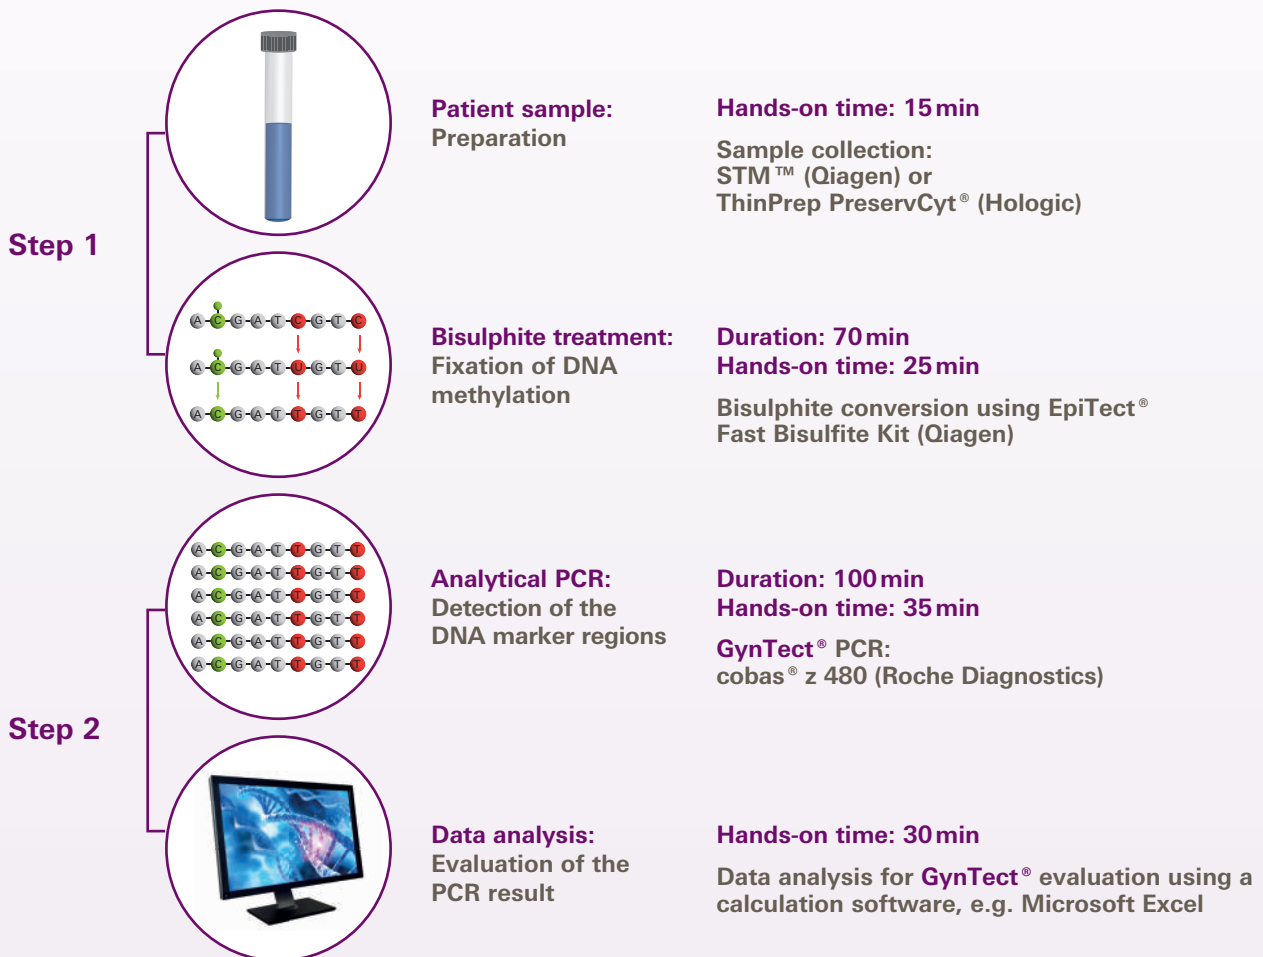 Step 1
Patient sample:
Preparation
Hands-on time: 15 min
Sample collection:
STM™ (Qiagen) or
ThinPrep PreservCyt® (Hologic)
A C G A T C G T C
A C G A T U G T U
A C G A T T G T T
Bisulphite treatment:
Fixation of DNA
methylation
Duration: 70 min
Hands-on time: 25 min
Bisulphite conversion using EpiTect®
Fast Bisulfite Kit (Qiagen)
Step 2
A C G A T T G T T
A C G A T T G T T
A C G A T T G T T
A C G A T T G T T
A C G A T T G T T
A C G A T T G T T
Analytical PCR:
Detection of the
DNA marker regions
Duration: 100 min
Hands-on time: 35 min
GynTect® PCR:
cobas® z 480 (Roche Diagnostics)
Data analysis:
Evaluation of the
PCR result
Hands-on time: 30 min
Data analysis for GynTect® evaluation using a
calculation software, e.g. Microsoft Excel